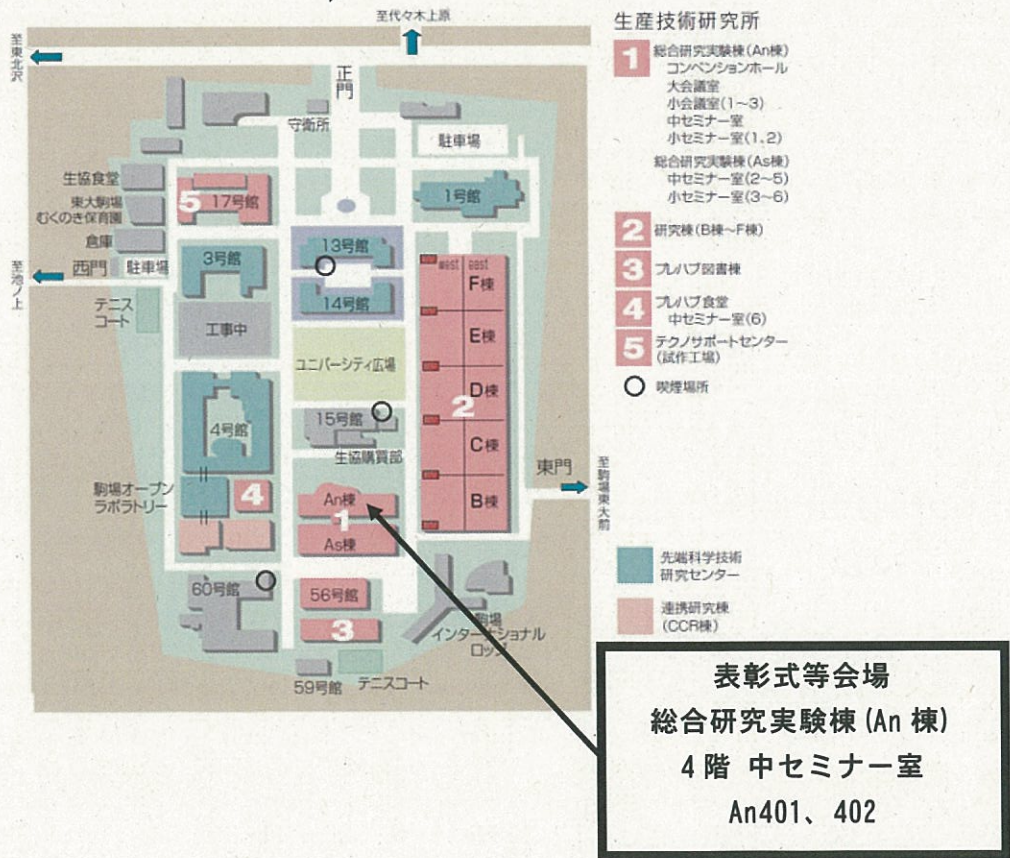 至代々木上原
至東北沢
正門
守衛所
駐車場
生協食堂
東大駒場
むくのき保育園
倉庫
5
17号館
1号館
至池ノ上
西門
駐車場
3号館
13号館
14号館
テニス
コート
工事中
ユニバーシティ広場
west
east
F棟
E棟
D棟
2
C棟
B棟
4号館
15号館
生協購買部
東門
至駒場東大前
駒場オープン
ラボラトリー
4
An棟
1
As棟
60号館
56号館
3
駒場
インターナショナル
ロッジ
59号館
テニスコート
生産技術研究所
1
総合研究実験棟(An棟)
コンベンションホール
大会議室
小会議室(1~3)
中セミナー室
小セミナー室(1、2)
総合研究実験棟(As棟)
中セミナー室(2~5)
小セミナー室(3~6)
2
研究棟(B棟~F棟)
3
プレハブ図書棟
4
プレハブ食堂
中セミナー室(6)
5
テクノサポートセンター
(試作工場)
喫煙場所
先端科学技術
研究センター
連携研究棟
(CCR棟)
表彰式等会場
総合研究実験棟(An 棟)
4階 中セミナー室
An401、402